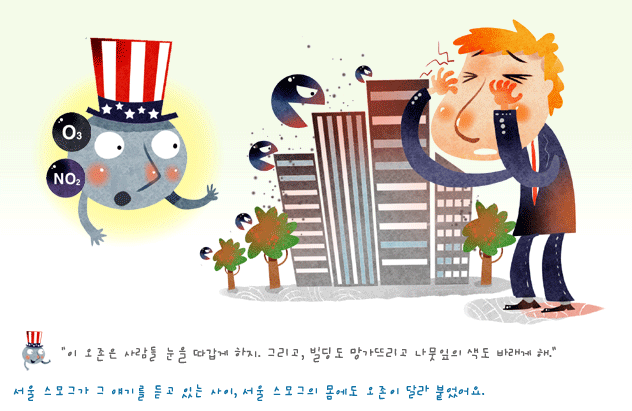 O3
NO2
"이 오존은 사람들 눈을 따갑게 하지. 그리고, 빌딩도 망가뜨리고 나뭇잎의 색도 바래게 해."
서울 스모그가 그 얘기를 듣고 있는 사이, 서울 스모그의 몸에도 오존이 달라 붙었어요.